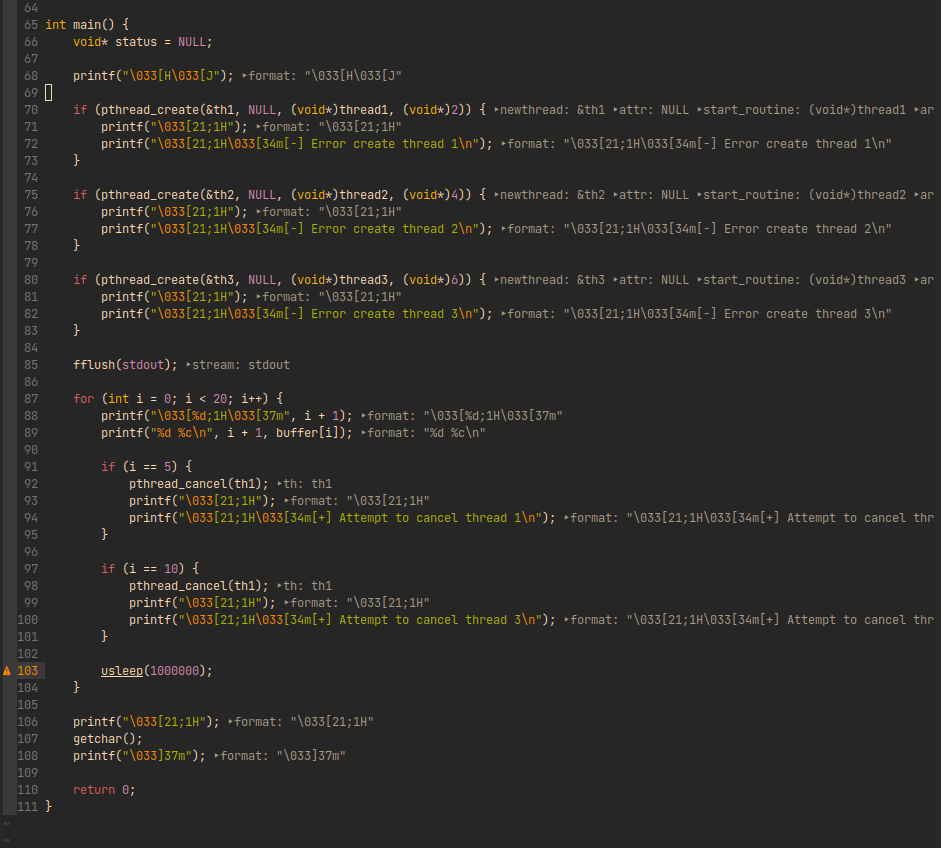 64
65 int main() {
66     void* status = NULL;
67
68     printf("\033[H\033[J"); ‣format: "\033[H\033[J"
69
70     if (pthread_create(&th1, NULL, (void*)thread1, (void*)2)) { ‣newthread: &th1 ‣attr: NULL ‣start_routine: (void*)thread1 ‣ar
71         printf("\033[21;1H"); ‣format: "\033[21;1H"
72         printf("\033[21;1H\033[34m[-] Error create thread 1\n"); ‣format: "\033[21;1H\033[34m[-] Error create thread 1\n"
73     }
74
75     if (pthread_create(&th2, NULL, (void*)thread2, (void*)4)) { ‣newthread: &th2 ‣attr: NULL ‣start_routine: (void*)thread2 ‣ar
76         printf("\033[21;1H"); ‣format: "\033[21;1H"
77         printf("\033[21;1H\033[34m[-] Error create thread 2\n"); ‣format: "\033[21;1H\033[34m[-] Error create thread 2\n"
78     }
79
80     if (pthread_create(&th3, NULL, (void*)thread3, (void*)6)) { ‣newthread: &th3 ‣attr: NULL ‣start_routine: (void*)thread3 ‣ar
81         printf("\033[21;1H"); ‣format: "\033[21;1H"
82         printf("\033[21;1H\033[34m[-] Error create thread 3\n"); ‣format: "\033[21;1H\033[34m[-] Error create thread 3\n"
83     }
84
85     fflush(stdout); ‣stream: stdout
86
87     for (int i = 0; i < 20; i++) {
88         printf("\033[%d;1H\033[37m", i + 1); ‣format: "\033[%d;1H\033[37m"
89         printf("%d %c\n", i + 1, buffer[i]); ‣format: "%d %c\n"
90
91         if (i == 5) {
92             pthread_cancel(th1); ‣th: th1
93             printf("\033[21;1H"); ‣format: "\033[21;1H"
94             printf("\033[21;1H\033[34m[+] Attempt to cancel thread 1\n"); ‣format: "\033[21;1H\033[34m[+] Attempt to cancel thr
95         }
96
97         if (i == 10) {
98             pthread_cancel(th1); ‣th: th1
99             printf("\033[21;1H"); ‣format: "\033[21;1H"
100             printf("\033[21;1H\033[34m[+] Attempt to cancel thread 3\n"); ‣format: "\033[21;1H\033[34m[+] Attempt to cancel thr
101         }
102
103         usleep(1000000);
104     }
105
106     printf("\033[21;1H"); ‣format: "\033[21;1H"
107     getchar();
108     printf("\033]37m"); ‣format: "\033]37m"
109
110     return 0;
111 }
~
~